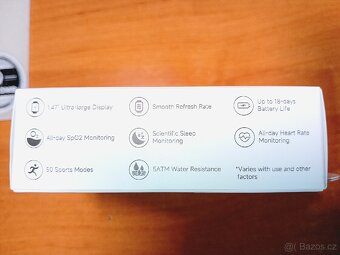 1.47" Ultra-large Display
Smooth Refresh Rate
Up to 18-days
Battery Life
All-day SpO2 Monitoring
Scientific Sleep
Monitoring
All-day Heart Rate
Monitoring
50 Sports Modes
5ATM Water Resistance
*Varies with use and other
factors
Bazos.cz